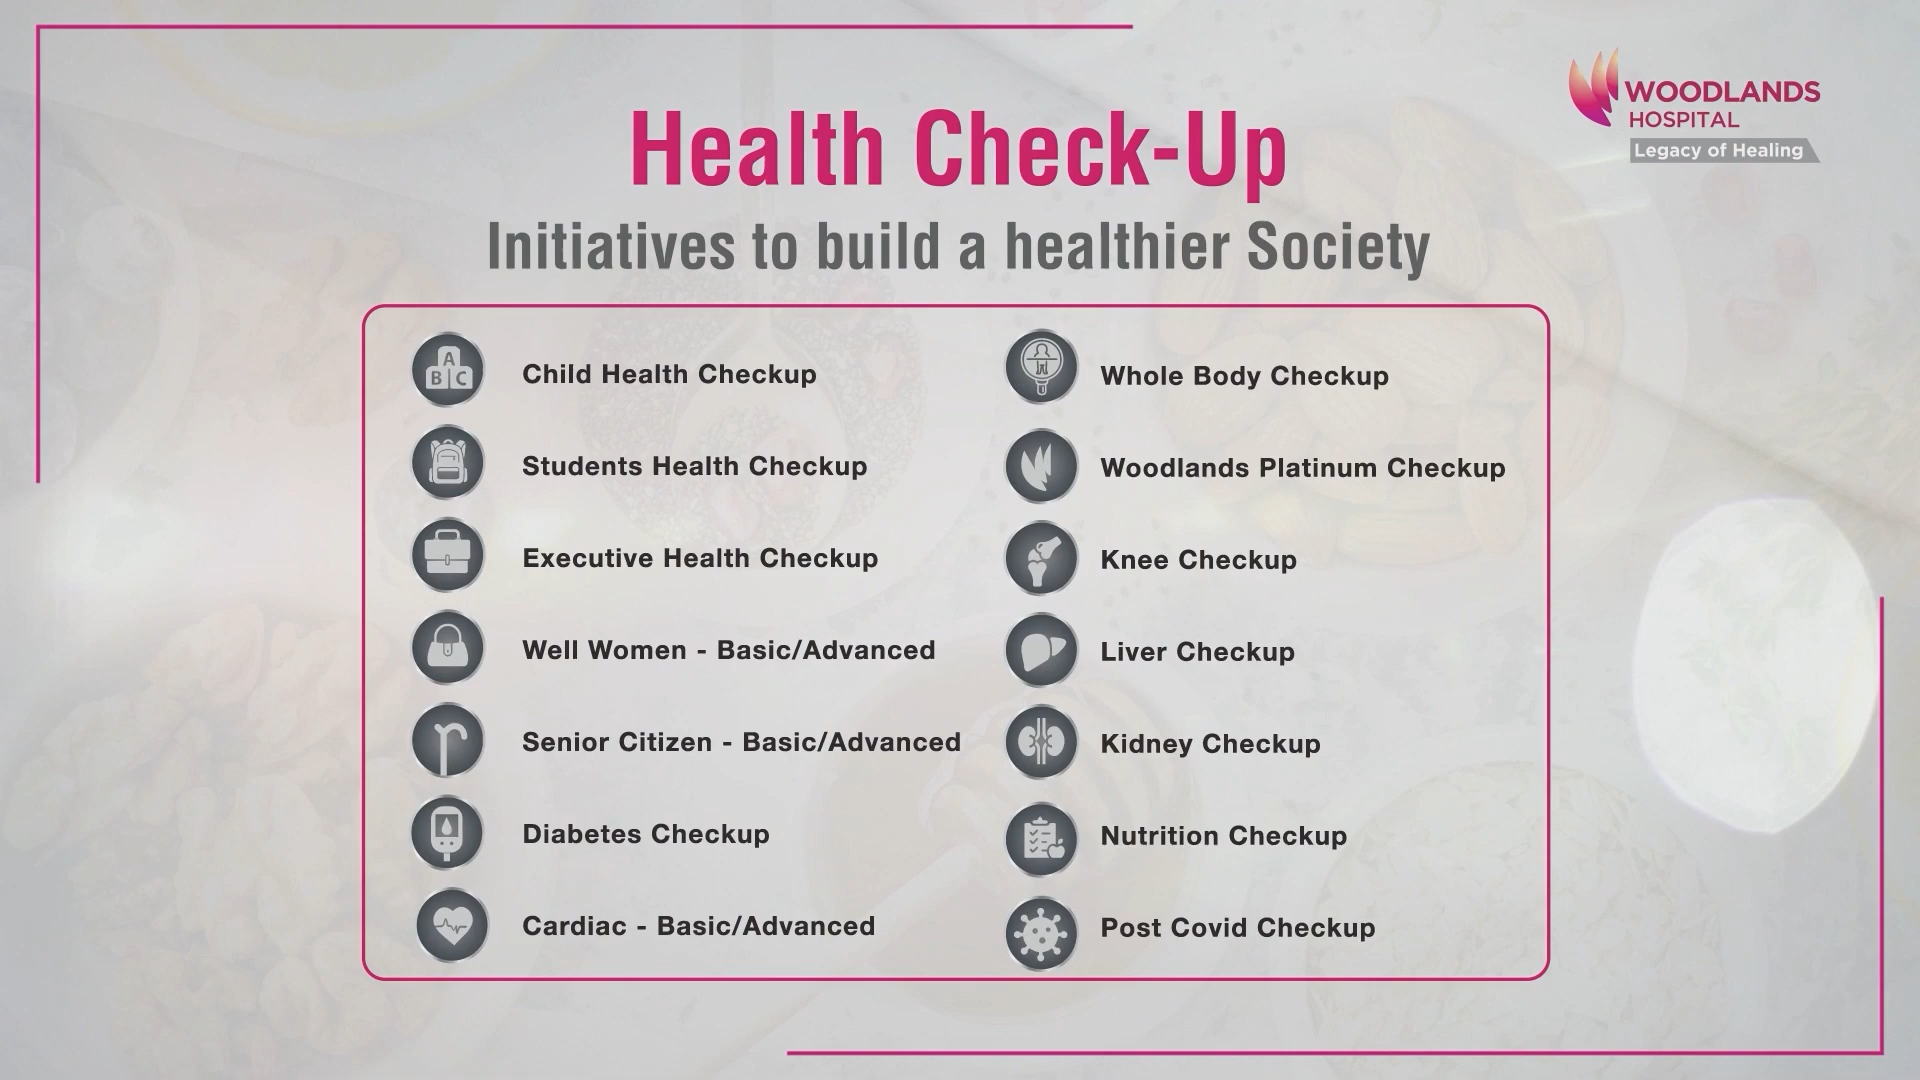 WOODLANDS
HOSPITAL
Legacy of Healing
Health Check-Up
Initiatives to build a healthier Society
A
B C
Child Health Checkup
Students Health Checkup
Executive Health Checkup
Well Women - Basic/Advanced
Senior Citizen - Basic/Advanced
Diabetes Checkup
Cardiac - Basic/Advanced
Whole Body Checkup
Woodlands Platinum Checkup
Knee Checkup
Liver Checkup
Kidney Checkup
Nutrition Checkup
Post Covid Checkup